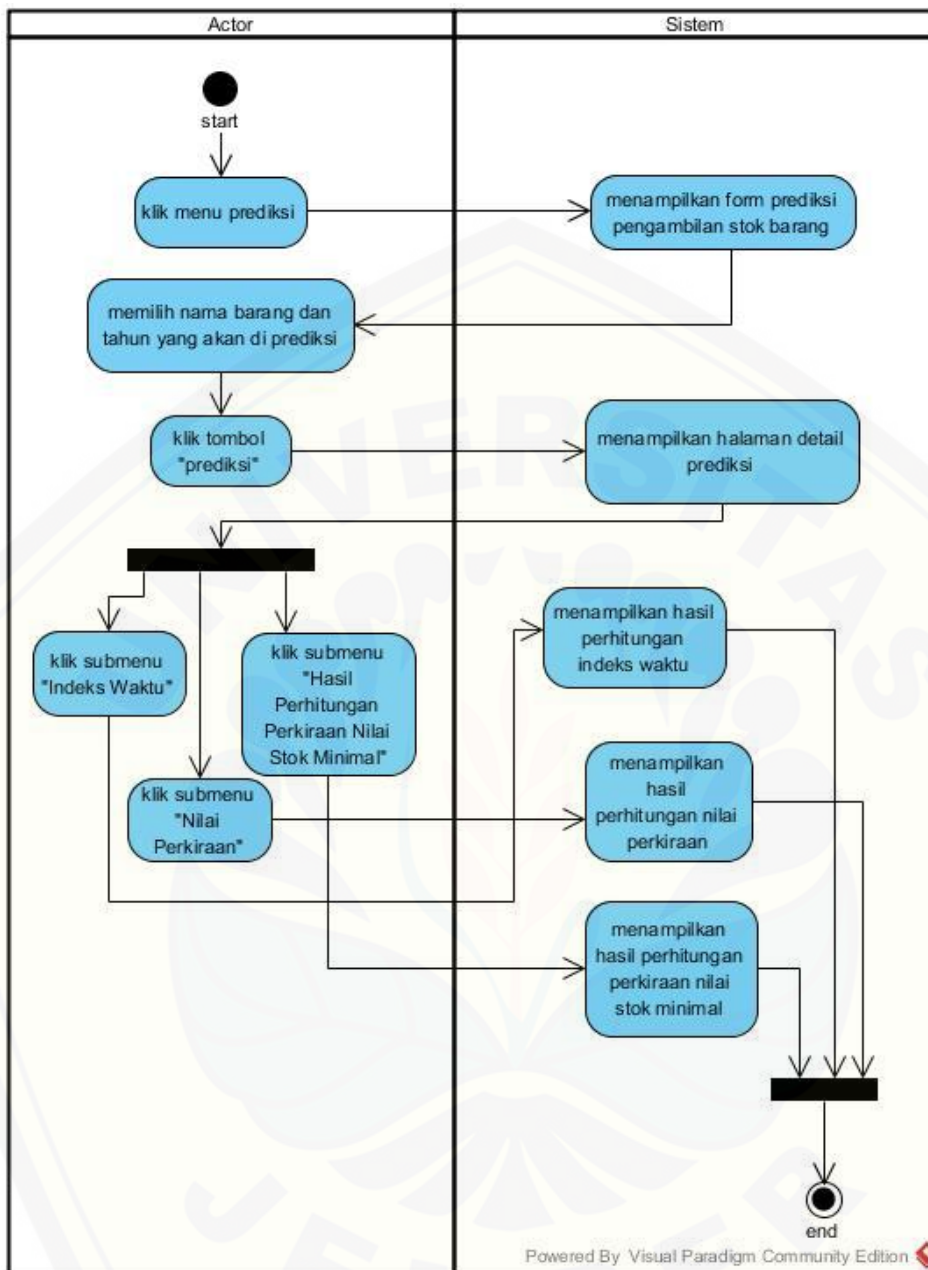 Actor
Sistem
start
klik menu prediksi
menampilkan form prediksi
pengambilan stok barang
memilih nama barang dan
tahun yang akan di prediksi
klik tombol
"prediksi"
menampilkan halaman detail
prediksi
klik submenu
"Indeks Waktu"
klik submenu
"Hasil
Perhitungan
Perkiraan Nilai
Stok Minimal"
klik submenu
"Nilai
Perkiraan"
menampilkan hasil
perhitungan
indeks waktu
menampilkan
hasil
perhitungan nilai
perkiraan
menampilkan
hasil perhitungan
perkiraan nilai
stok minimal
end
UNIVERSITAS
JEMBER
Powered By Visual Paradigm Community Edition